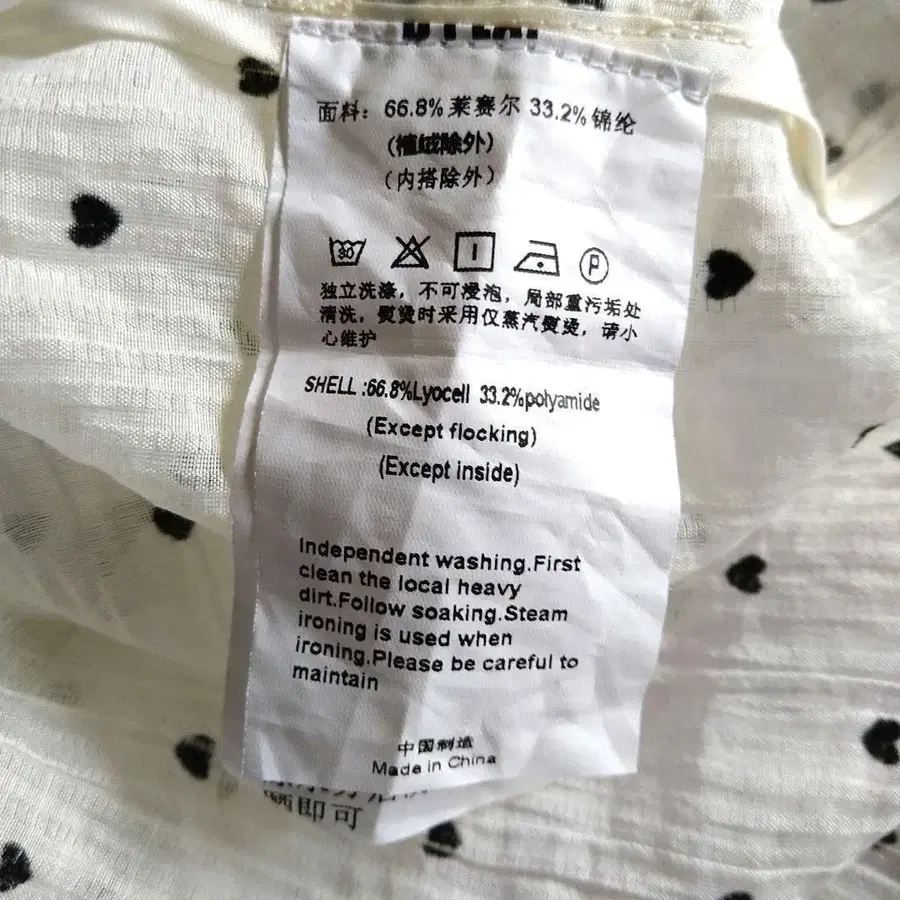 面料：66.8%莱赛尔 33.2%锦纶
（植绒除外）
（内搭除外）
30
P
独立洗涤，不可浸泡，局部重污垢处
清洗，熨烫时采用仅蒸汽熨烫，请小
心维护
SHELL :66.8%Lyocell 33.2%polyamide
(Except flocking)
(Except inside)
Independent washing.First
clean the local heavy
dirt.Follow soaking.Steam
ironing is used when
ironing.Please be careful to
maintain
中国制造
Made in China
即可